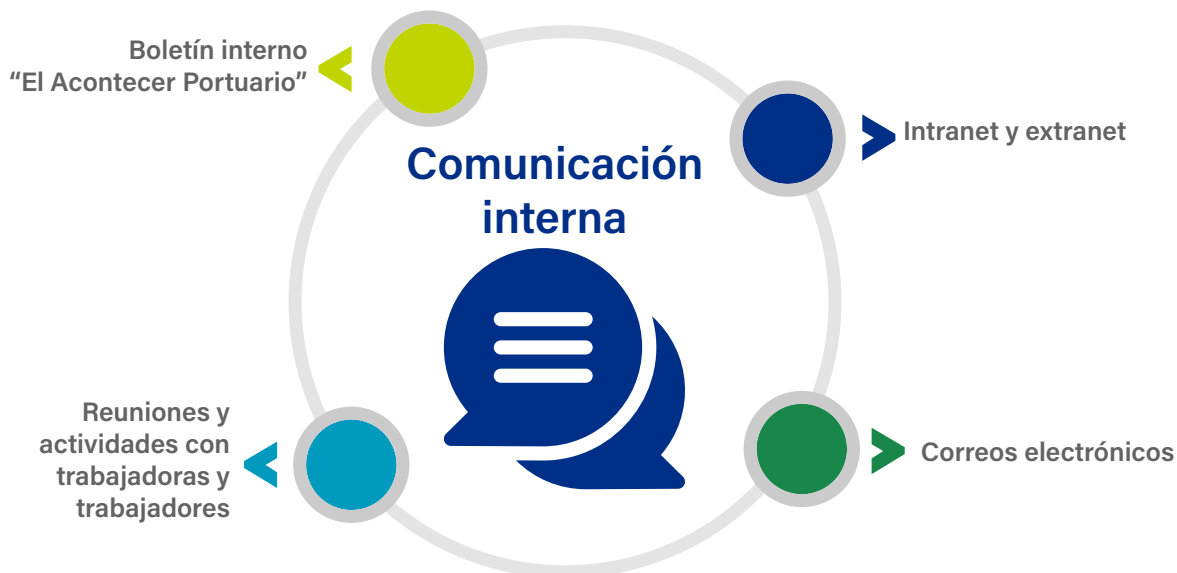 Boletín interno
“El Acontecer Portuario”
Intranet y extranet
Comunicación
interna
Reuniones y
actividades con
trabajadoras y
trabajadores
Correos electrónicos